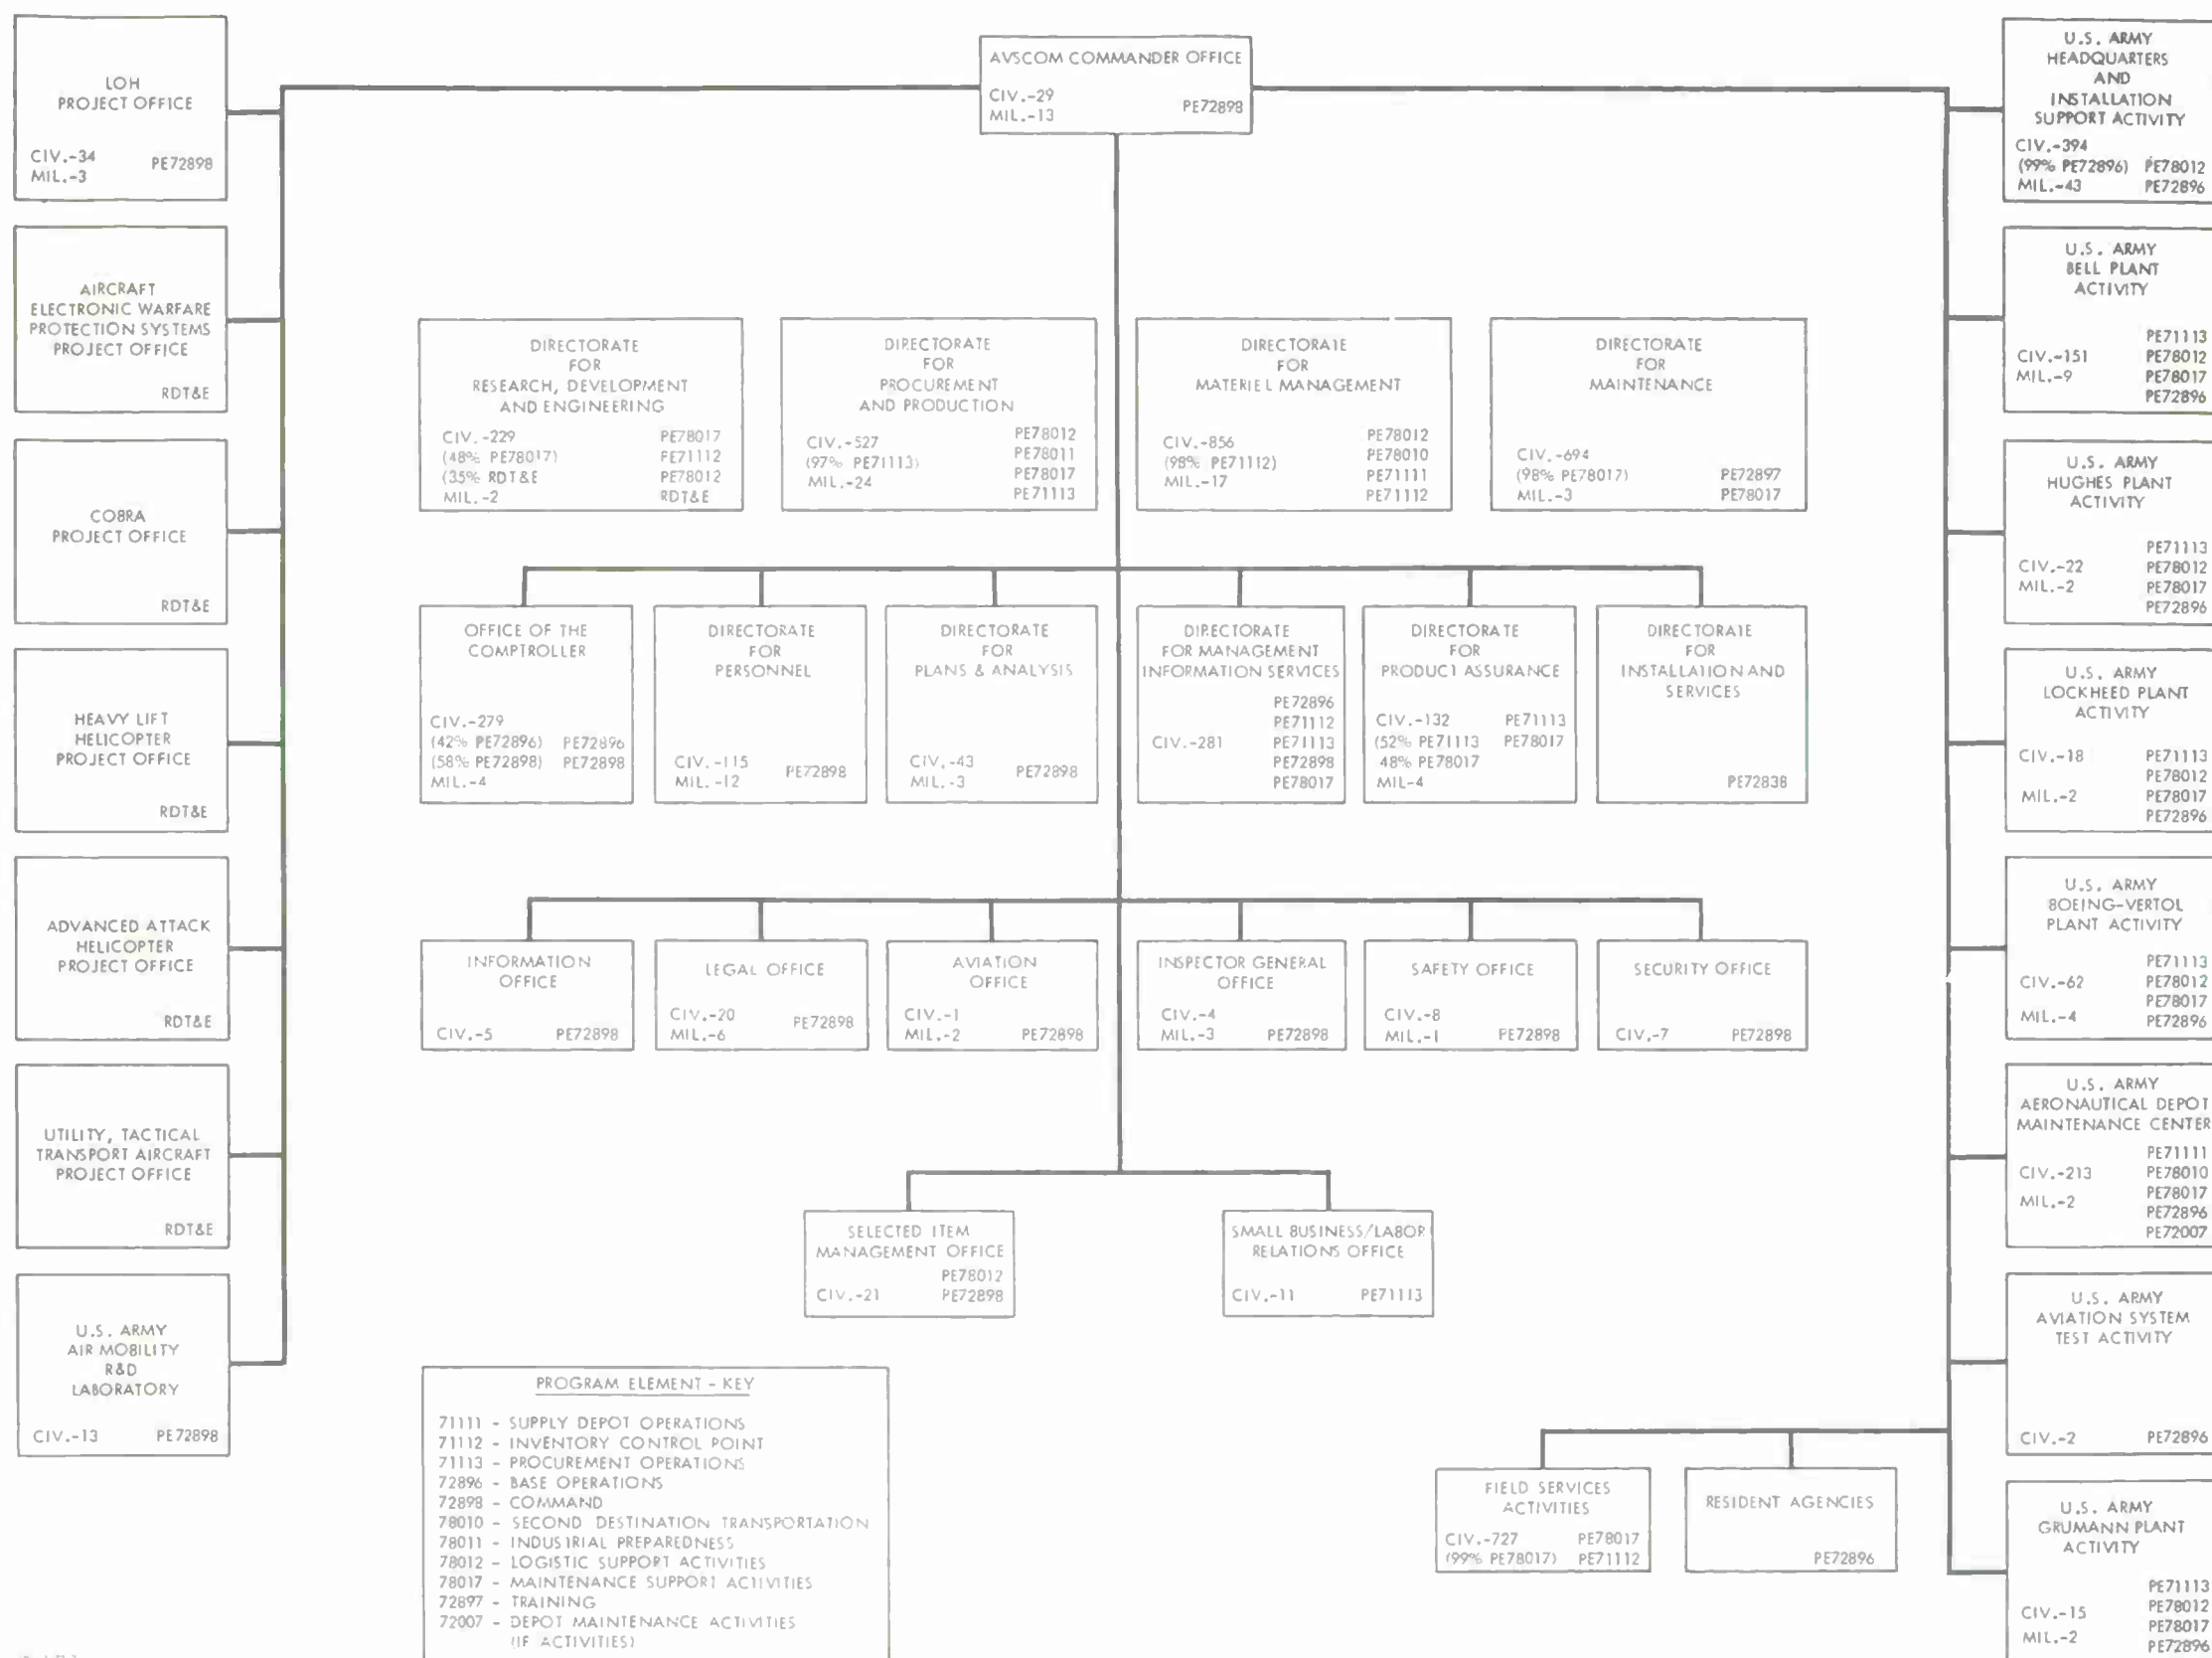 AVSCOM COMMANDER OFFICE
CIV.-29
MIL.-13
PE72898
LOH
PROJECT OFFICE
CIV.-34
MIL.-3
PE72898
AIRCRAFT
ELECTRONIC WARFARE
PROTECTION SYSTEMS
PROJECT OFFICE
RDT&E
COBRA
PROJECT OFFICE
RDT&E
HEAVY LIFT
HELICOPTER
PROJECT OFFICE
RDT&E
ADVANCED ATTACK
HELICOPTER
PROJECT OFFICE
RDT&E
UTILITY, TACTICAL
TRANSPORT AIRCRAFT
PROJECT OFFICE
RDT&E
U.S. ARMY
AIR MOBILITY
R&D
LABORATORY
CIV.-13 PE72898
DIRECTORATE
FOR
RESEARCH, DEVELOPMENT
AND ENGINEERING
CIV.-229 PE78017
(48% PE78017) PE71112
(35% RDT&E PE78012
MIL.-2 RDT&E
DIRECTORATE
FOR
PROCUREMENT
AND PRODUCTION
CIV.-527
(97% PE71113)
MIL.-24
PE78012
PE78011
PE78017
PE71113
DIRECTORATE
FOR
MATERIEL MANAGEMENT
CIV.-856
(98% PE71112)
MIL.-17
PE78012
PE78010
PE71111
PE71112
DIRECTORATE
FOR
MAINTENANCE
CIV.-694
(98% PE78017) PE72897
MIL.-3 PE78017
OFFICE OF THE
COMPTROLLER
CIV.-279
(42% PE72896) PE72896
(58% PE72898) PE72898
MIL.-4
DIRECTORATE
FOR
PERSONNEL
CIV.-115
MIL.-12
PE72898
DIRECTORATE
FOR
PLANS & ANALYSIS
CIV.-43
MIL.-3
PE72898
DIRECTORATE
FOR MANAGEMENT
INFORMATION SERVICES
PE72896
PE71112
CIV.-281 PE71113
PE72898
PE78017
DIRECTORATE
FOR
PRODUCT ASSURANCE
CIV.-132 PE71113
(52% PE71113 PE78017
48% PE78017
MIL-4
DIRECTORATE
FOR
INSTALLATION AND
SERVICES
PE72838
INFORMATION
OFFICE
CIV.-5 PE72898
LEGAL OFFICE
CIV.-20
MIL.-6
PE72898
AVIATION
OFFICE
CIV.-1
MIL.-2 PE72898
INSPECTOR GENERAL
OFFICE
CIV.-4
MIL.-3 PE72898
SAFETY OFFICE
CIV.-8
MIL.-1 PE72898
SECURITY OFFICE
CIV.-7 PE72898
SELECTED ITEM
MANAGEMENT OFFICE
PE78012
CIV.-21 PE72898
SMALL BUSINESS/LABOR
RELATIONS OFFICE
CIV.-11 PE71113
PROGRAM ELEMENT - KEY
71111 - SUPPLY DEPOT OPERATIONS
71112 - INVENTORY CONTROL POINT
71113 - PROCUREMENT OPERATIONS
72896 - BASE OPERATIONS
72898 - COMMAND
78010 - SECOND DESTINATION TRANSPORTATION
78011 - INDUSTRIAL PREPAREDNESS
78012 - LOGISTIC SUPPORT ACTIVITIES
78017 - MAINTENANCE SUPPORT ACTIVITIES
72897 - TRAINING
72007 - DEPOT MAINTENANCE ACTIVITIES
(IF ACTIVITIES)
FIELD SERVICES
ACTIVITIES
CIV.-727 PE78017
(99% PE78017) PE71112
RESIDENT AGENCIES
PE72896
U.S. ARMY
HEADQUARTERS
AND
INSTALLATION
SUPPORT ACTIVITY
CIV.-394
(99% PE72896) PE78012
MIL.-43 PE72896
U.S. ARMY
BELL PLANT
ACTIVITY
PE71113
CIV.-151 PE78012
MIL.-9 PE78017
PE72896
U.S. ARMY
HUGHES PLANT
ACTIVITY
PE71113
CIV.-22 PE78012
MIL.-2 PE78017
PE72896
U.S. ARMY
LOCKHEED PLANT
ACTIVITY
CIV.-18 PE71113
PE78012
MIL.-2 PE78017
PE72896
U.S. ARMY
BOEING-VERTOL
PLANT ACTIVITY
PE71113
CIV.-62 PE78012
PE78017
MIL.-4 PE72896
U.S. ARMY
AERONAUTICAL DEPOT
MAINTENANCE CENTER
PE71111
CIV.-213 PE78010
MIL.-2 PE78017
PE72896
PE72007
U.S. ARMY
AVIATION SYSTEM
TEST ACTIVITY
CIV.-2 PE72896
U.S. ARMY
GRUMANN PLANT
ACTIVITY
PE71113
CIV.-15 PE78012
PE78017
MIL.-2 PE72896